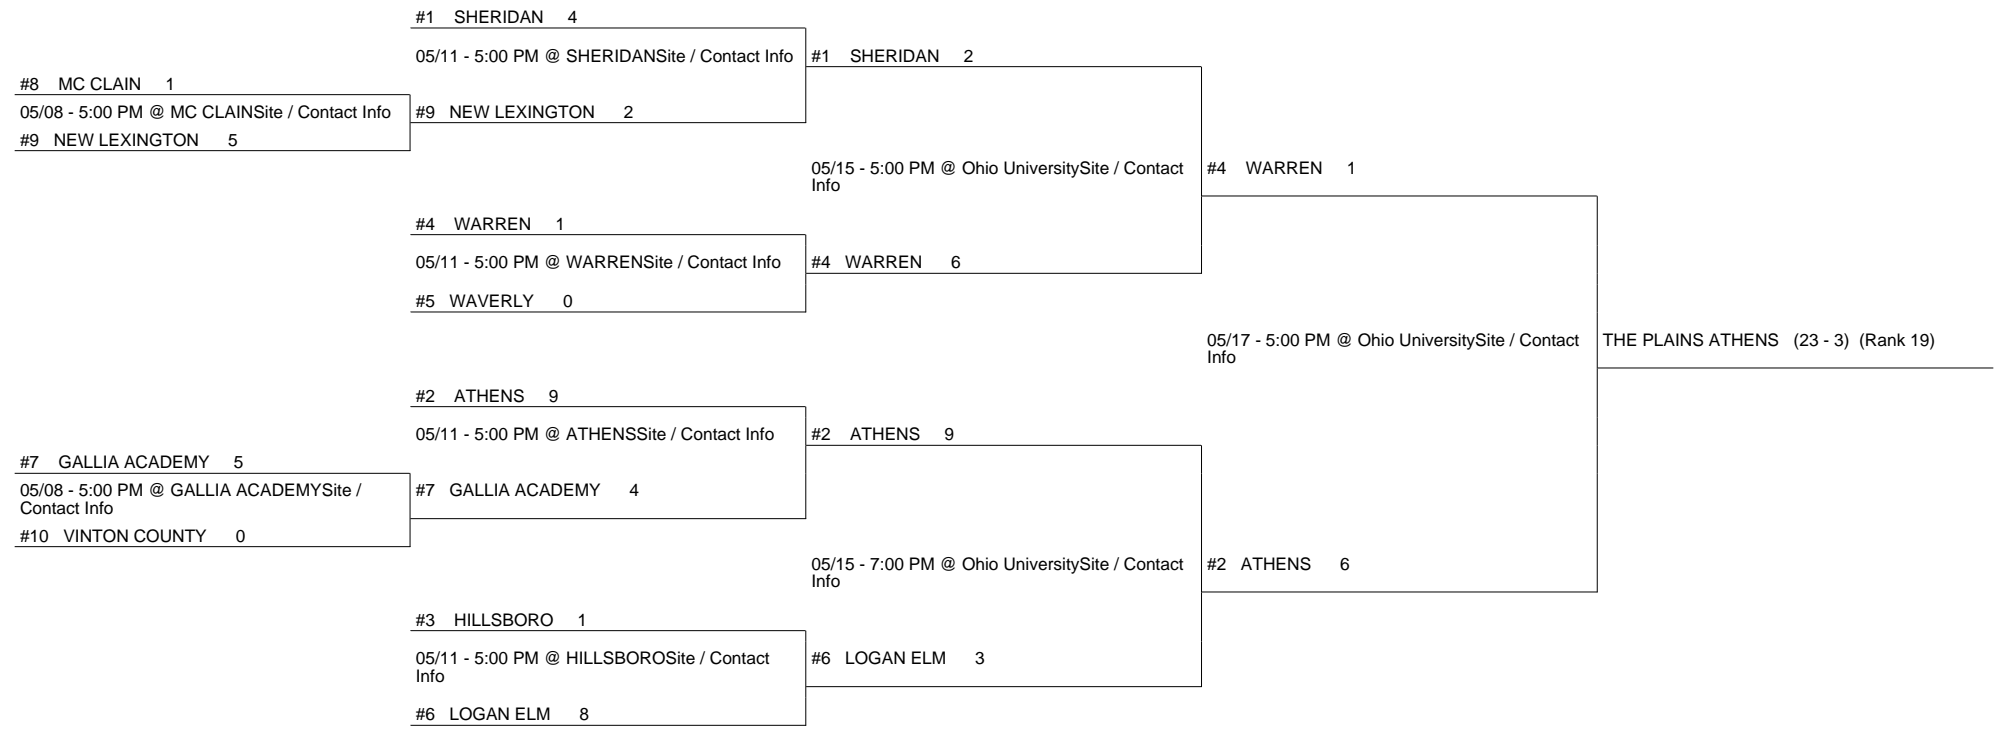 #1 SHERIDAN 4
05/11 - 5:00 PM @ SHERIDANSite / Contact Info
#1 SHERIDAN 2
#8 MC CLAIN 1
05/08 - 5:00 PM @ MC CLAINSite / Contact Info
#9 NEW LEXINGTON 2
#9 NEW LEXINGTON 5
05/15 - 5:00 PM @ Ohio UniversitySite / Contact
Info
#4 WARREN 1
#4 WARREN 1
05/11 - 5:00 PM @ WARRENSite / Contact Info
#4 WARREN 6
#5 WAVERLY 0
05/17 - 5:00 PM @ Ohio UniversitySite / Contact
Info
THE PLAINS ATHENS (23 - 3) (Rank 19)
#2 ATHENS 9
05/11 - 5:00 PM @ ATHENSSite / Contact Info
#2 ATHENS 9
#7 GALLIA ACADEMY 5
05/08 - 5:00 PM @ GALLIA ACADEMYSite /
Contact Info
#7 GALLIA ACADEMY 4
#10 VINTON COUNTY 0
05/15 - 7:00 PM @ Ohio UniversitySite / Contact
Info
#2 ATHENS 6
#3 HILLSBORO 1
05/11 - 5:00 PM @ HILLSBOROSite / Contact
Info
#6 LOGAN ELM 3
#6 LOGAN ELM 8